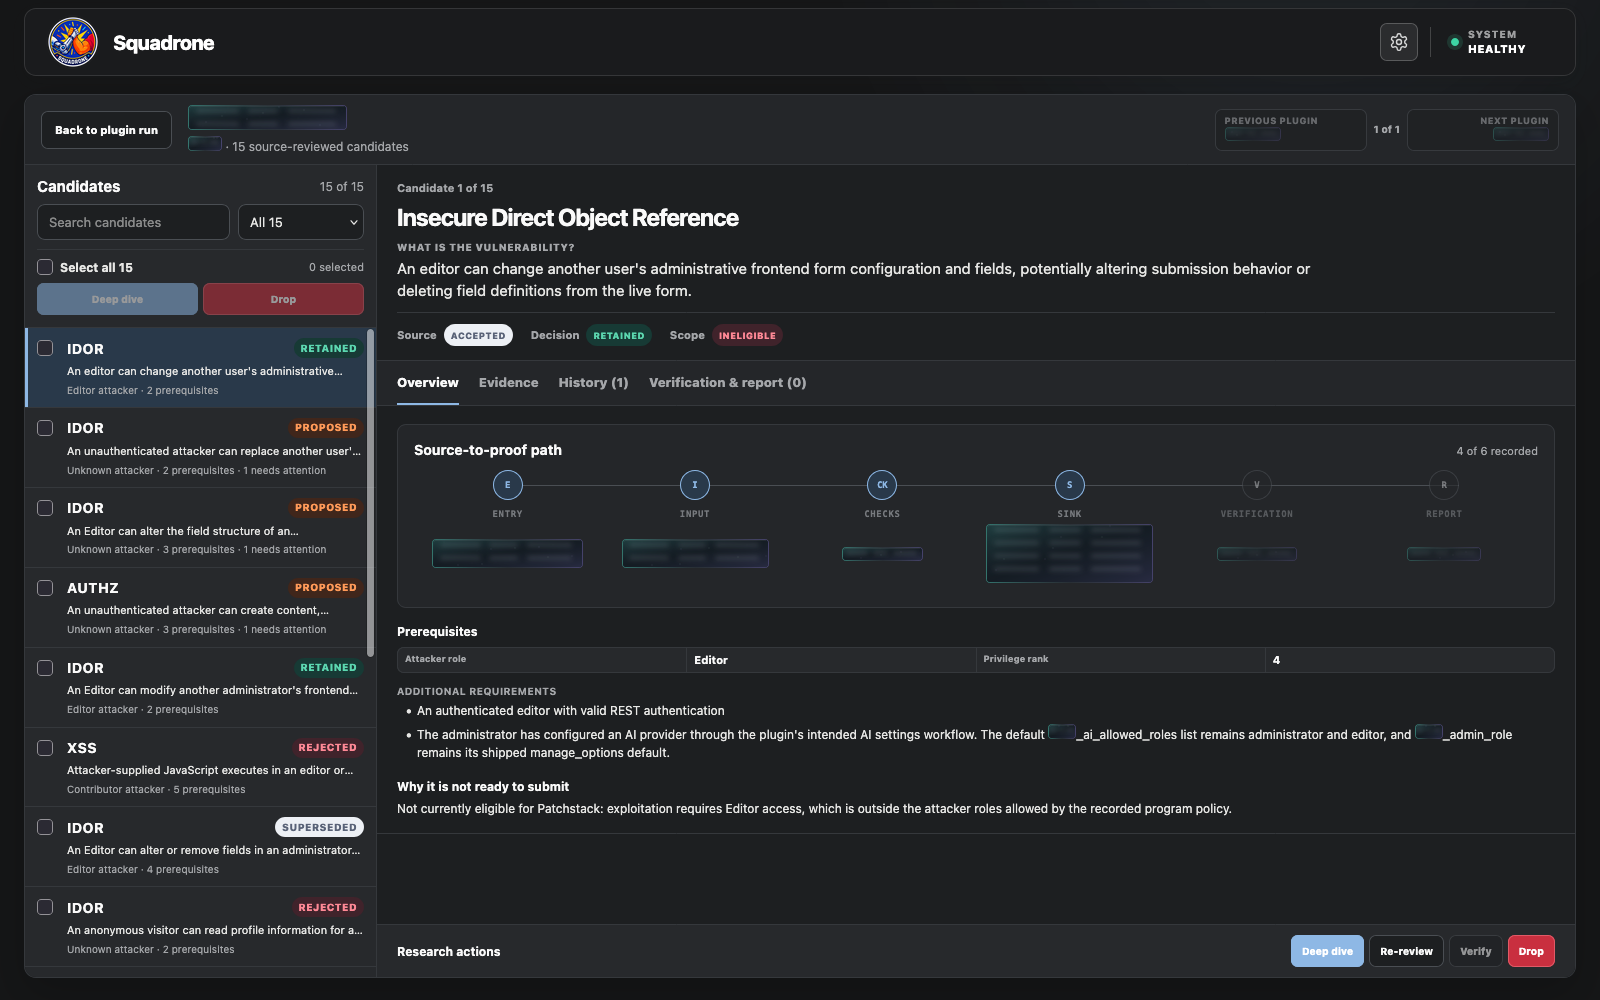 SQUADRONE
Squadrone
SYSTEM
HEALTHY
Back to plugin run
· 15 source-reviewed candidates
PREVIOUS PLUGIN
1 of 1
NEXT PLUGIN
Candidates
15 of 15
Search candidates
All 15
Select all 15
0 selected
Deep dive
Drop
IDOR
RETAINED
An editor can change another user's administrative...
Editor attacker · 2 prerequisites
IDOR
PROPOSED
An unauthenticated attacker can replace another user'...
Unknown attacker · 2 prerequisites · 1 needs attention
IDOR
PROPOSED
An Editor can alter the field structure of an...
Unknown attacker · 3 prerequisites · 1 needs attention
AUTHZ
PROPOSED
An unauthenticated attacker can create content,...
Unknown attacker · 3 prerequisites · 1 needs attention
IDOR
RETAINED
An Editor can modify another administrator's frontend...
Editor attacker · 2 prerequisites
XSS
REJECTED
Attacker-supplied JavaScript executes in an editor or...
Contributor attacker · 5 prerequisites
IDOR
SUPERSEDED
An Editor can alter or remove fields in an administrator...
Editor attacker · 4 prerequisites
IDOR
REJECTED
An anonymous visitor can read profile information for a...
Unknown attacker · 2 prerequisites
Candidate 1 of 15
Insecure Direct Object Reference
WHAT IS THE VULNERABILITY?
An editor can change another user's administrative frontend form configuration and fields, potentially altering submission behavior or
deleting field definitions from the live form.
Source ACCEPTED Decision RETAINED Scope INELIGIBLE
Overview Evidence History (1) Verification & report (0)
Source-to-proof path
4 of 6 recorded
E I CK S V R
ENTRY INPUT CHECKS SINK VERIFICATION REPORT
Prerequisites
Attacker role Editor Privilege rank 4
ADDITIONAL REQUIREMENTS
• An authenticated editor with valid REST authentication
• The administrator has configured an AI provider through the plugin's intended AI settings workflow. The default _ai_allowed_roles list remains administrator and editor, and _admin_role
remains its shipped manage_options default.
Why it is not ready to submit
Not currently eligible for Patchstack: exploitation requires Editor access, which is outside the attacker roles allowed by the recorded program policy.
Research actions
Deep dive Re-review Verify Drop